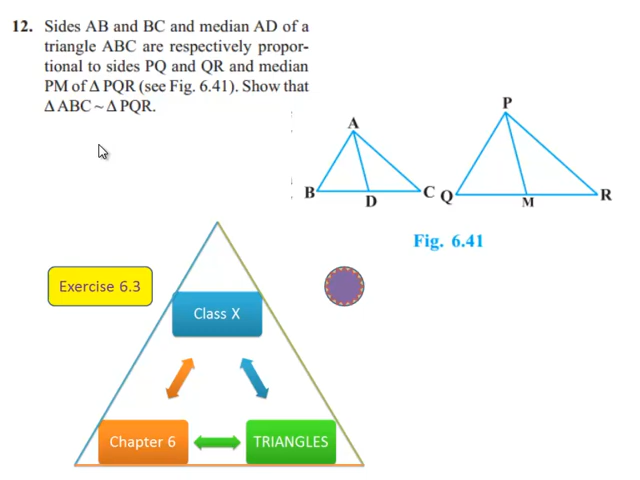 12. Sides AB and BC and median AD of a
triangle ABC are respectively propor-
tional to sides PQ and QR and median
PM of Δ PQR (see Fig. 6.41). Show that
Δ ABC ~ Δ PQR.
A
B
D
C
P
Q
M
R
Fig. 6.41
Exercise 6.3
Class X
Chapter 6
TRIANGLES